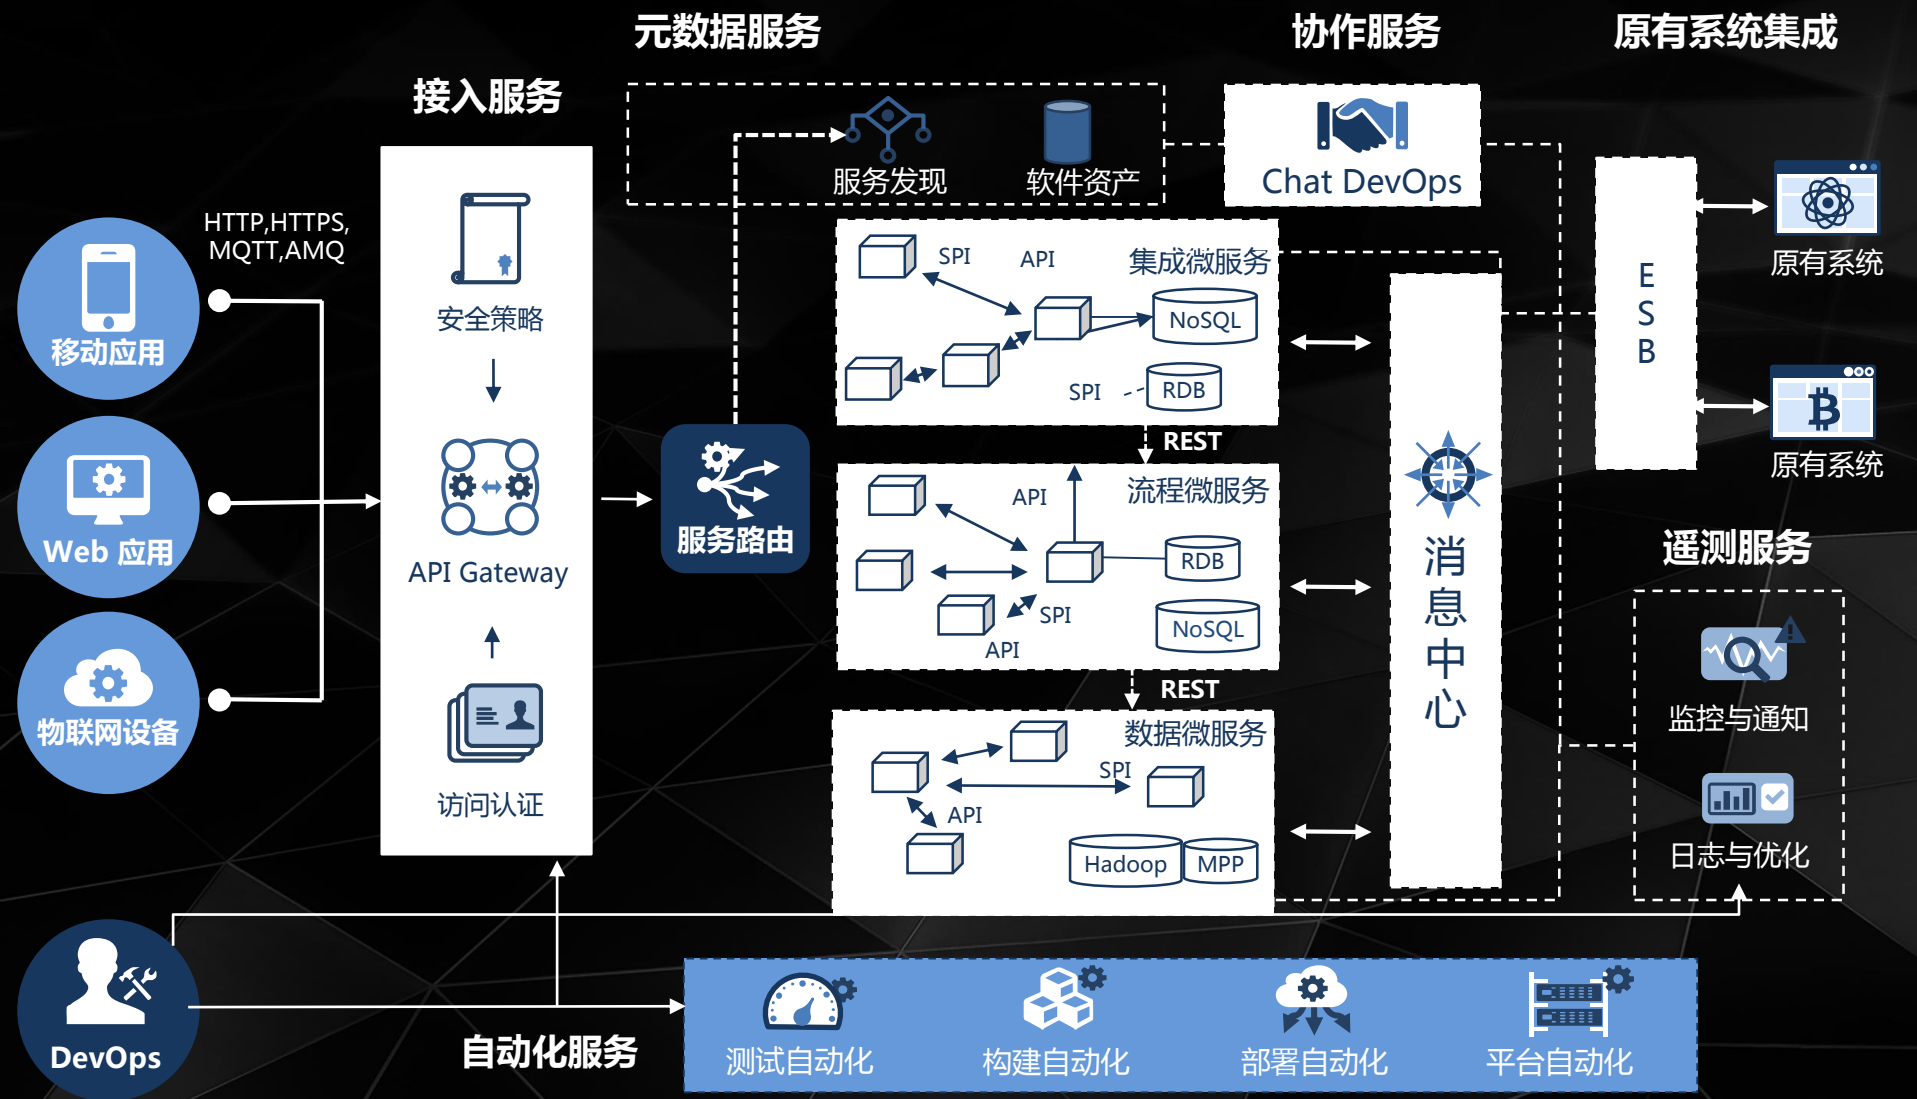 元数据服务
协作服务
原有系统集成
接入服务
服务发现
软件资产
Chat DevOps
HTTP,HTTPS,
MQTT,AMQ
移动应用
Web 应用
物联网设备
安全策略
API Gateway
访问认证
服务路由
SPI
API
集成微服务
NoSQL
SPI
RDB
REST
API
流程微服务
RDB
SPI
NoSQL
API
REST
数据微服务
SPI
API
Hadoop
MPP
消
息
中
心
E
S
B
原有系统
原有系统
遥测服务
监控与通知
日志与优化
DevOps
自动化服务
测试自动化
构建自动化
部署自动化
平台自动化